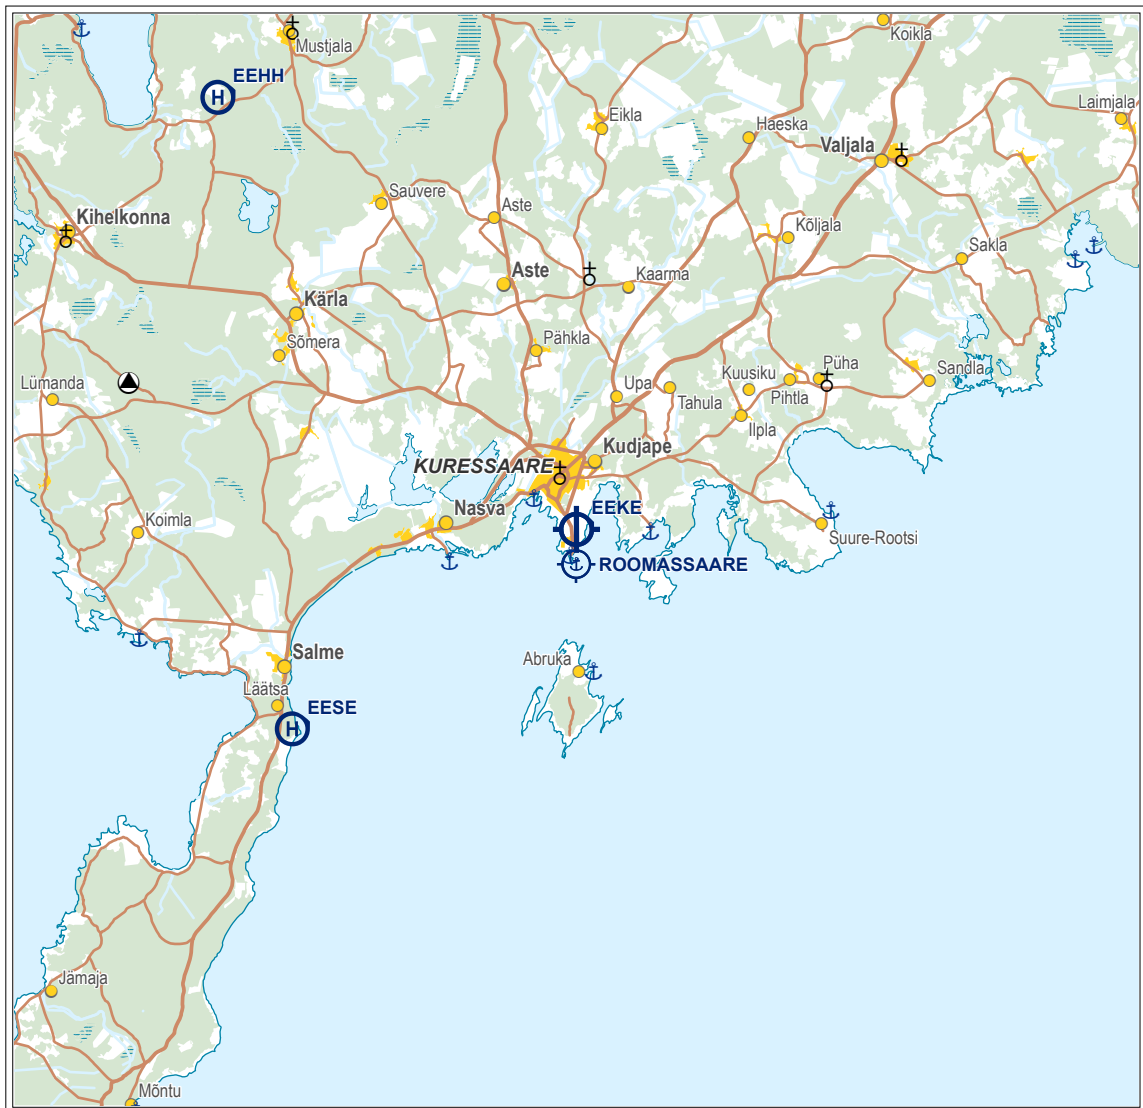 Mustjala
Koikla
EEHH
H
Laimjala
Eikla
Haeska
Valjala
Sauvere
Aste
Kihelkonna
Kõljala
Sakla
Aste
Kaarma
Kärla
Pähkla
Sõmera
Püha
Sandla
Lümanda
Upa
Kuusiku
Tahula
Pihtla
Ilpla
Kudjape
KURESSAARE
Nasva
EEKE
Koimla
Suure-Rootsi
ROOMASSAARE
Salme
Abruka
Läätsa
EESE
H
Jämaja
Mõntu